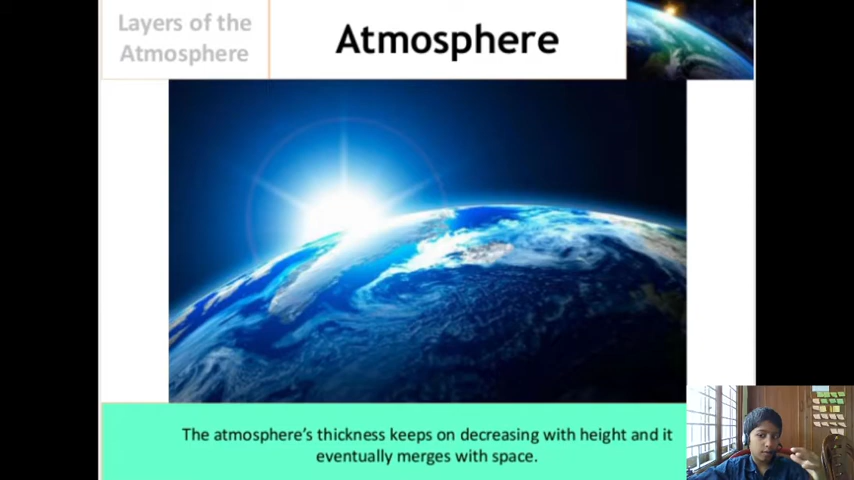 Layers of the
Atmosphere
Atmosphere
The atmosphere's thickness keeps on decreasing with height and it
eventually merges with space.